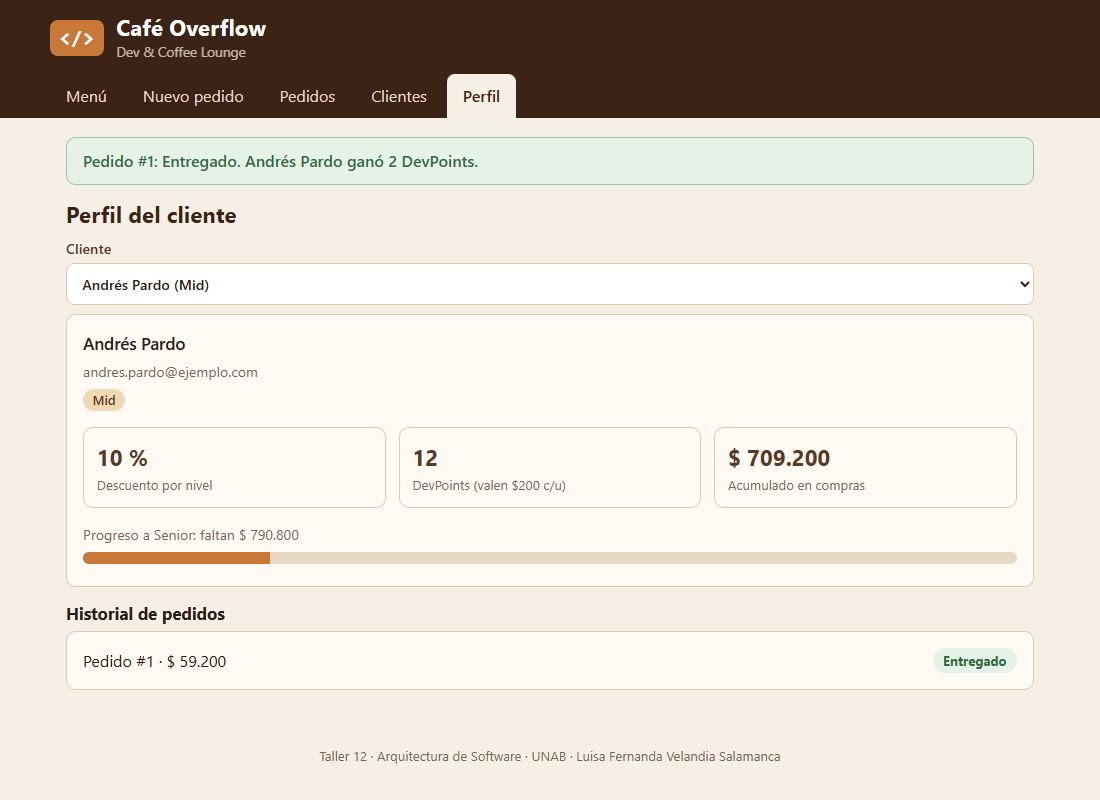 </>
Café Overflow
Dev & Coffee Lounge
Menú Nuevo pedido Pedidos Clientes Perfil
Pedido #1: Entregado. Andrés Pardo ganó 2 DevPoints.
Perfil del cliente
Cliente
Andrés Pardo (Mid)
Andrés Pardo
andres.pardo@ejemplo.com
Mid
10 % 12 $ 709.200
Descuento por nivel DevPoints (valen $200 c/u) Acumulado en compras
Progreso a Senior: faltan $ 790.800
Historial de pedidos
Pedido #1 · $ 59.200 Entregado
Taller 12 · Arquitectura de Software · UNAB · Luisa Fernanda Velandia Salamanca